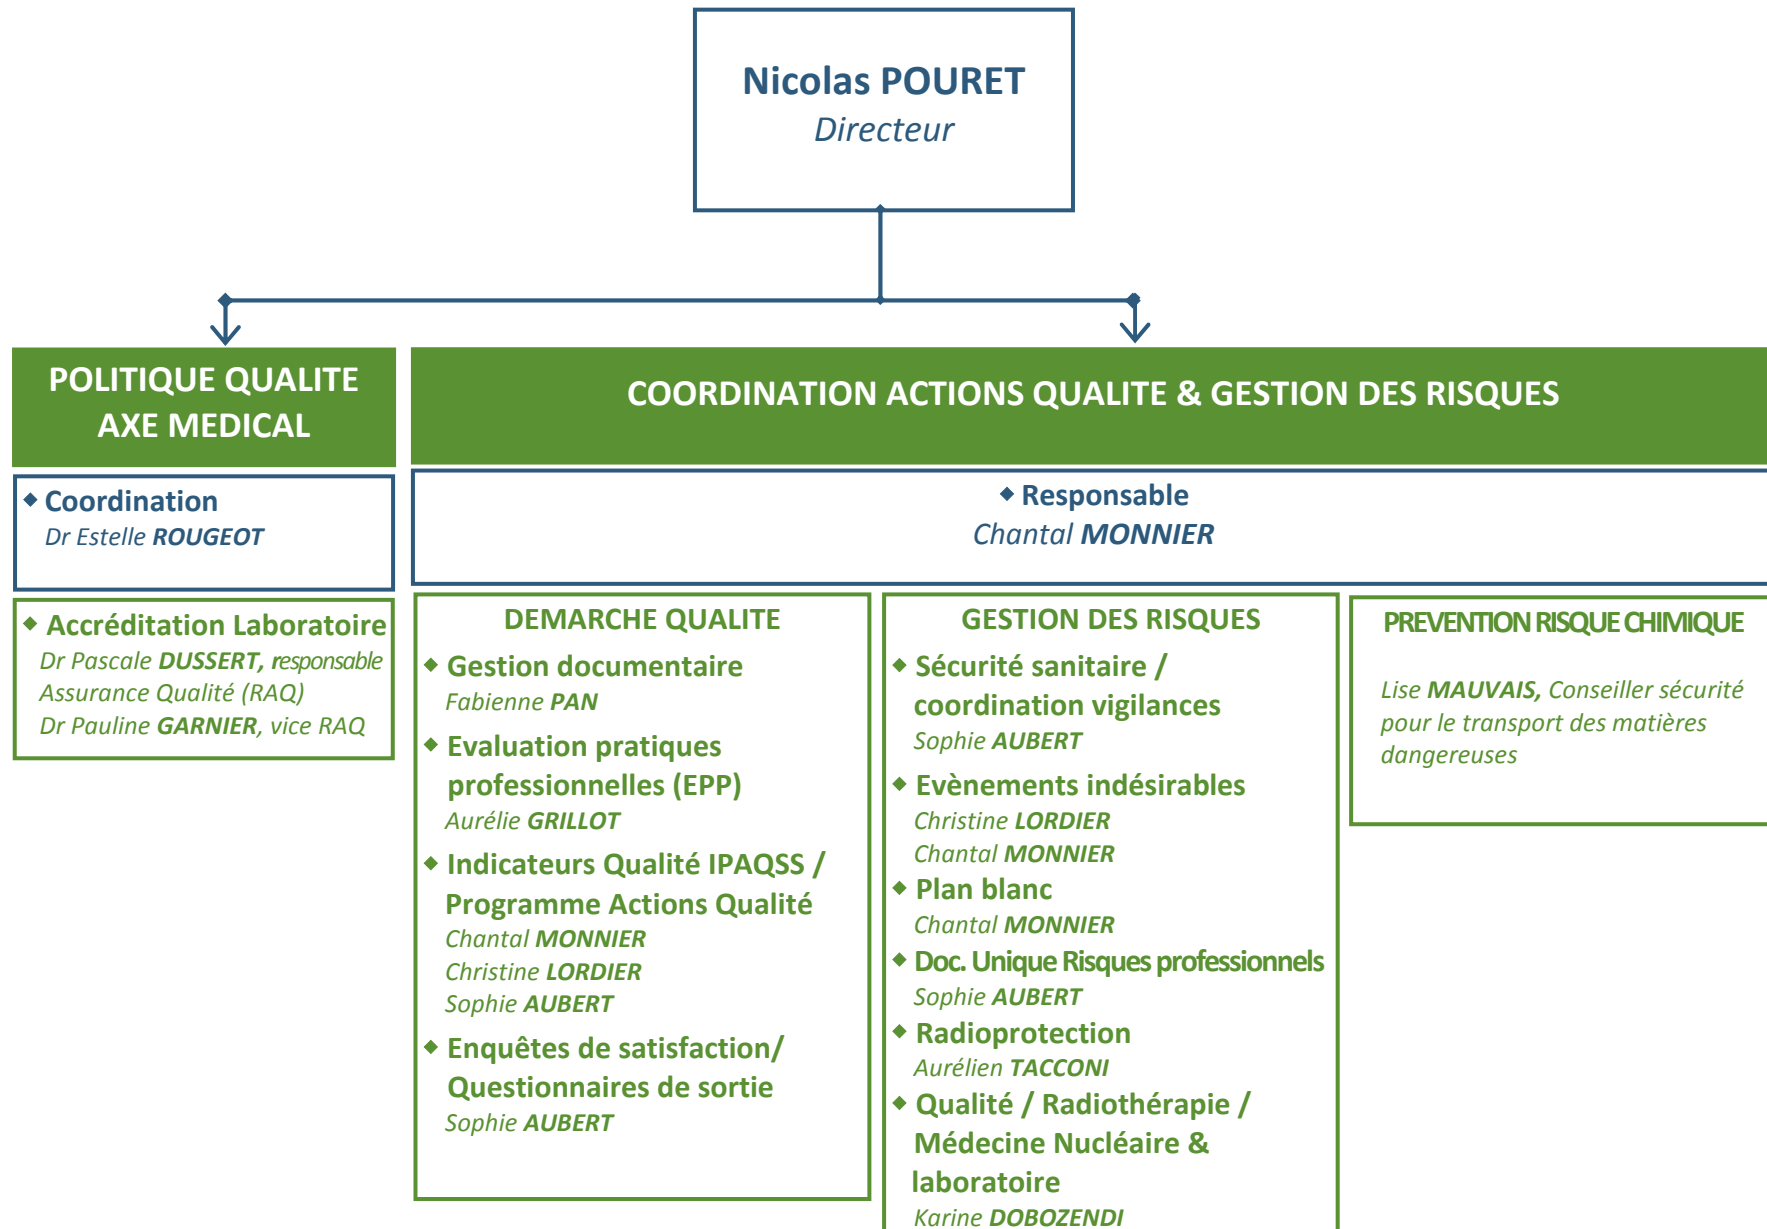 Nicolas POURET
Directeur
POLITIQUE QUALITE
AXE MEDICAL
◆ Coordination
Dr Estelle ROUGEOT
◆ Accréditation Laboratoire
Dr Pascale DUSSERT, responsable
Assurance Qualité (RAQ)
Dr Pauline GARNIER, vice RAQ
COORDINATION ACTIONS QUALITE & GESTION DES RISQUES
◆ Responsable
Chantal MONNIER
DEMARCHE QUALITE
◆ Gestion documentaire
Fabienne PAN
◆ Evaluation pratiques
professionnelles (EPP)
Aurélie GRILLOT
◆ Indicateurs Qualité IPAQSS /
Programme Actions Qualité
Chantal MONNIER
Christine LORDIER
Sophie AUBERT
◆ Enquêtes de satisfaction/
Questionnaires de sortie
Sophie AUBERT
GESTION DES RISQUES
◆ Sécurité sanitaire /
coordination vigilances
Sophie AUBERT
◆ Evènements indésirables
Christine LORDIER
Chantal MONNIER
◆ Plan blanc
Chantal MONNIER
◆ Doc. Unique Risques professionnels
Sophie AUBERT
◆ Radioprotection
Aurélien TACCONI
◆ Qualité / Radiothérapie /
Médecine Nucléaire &
laboratoire
Karine DOBOZENDI
PREVENTION RISQUE CHIMIQUE
Lise MAUVAIS, Conseiller sécurité
pour le transport des matières
dangereuses